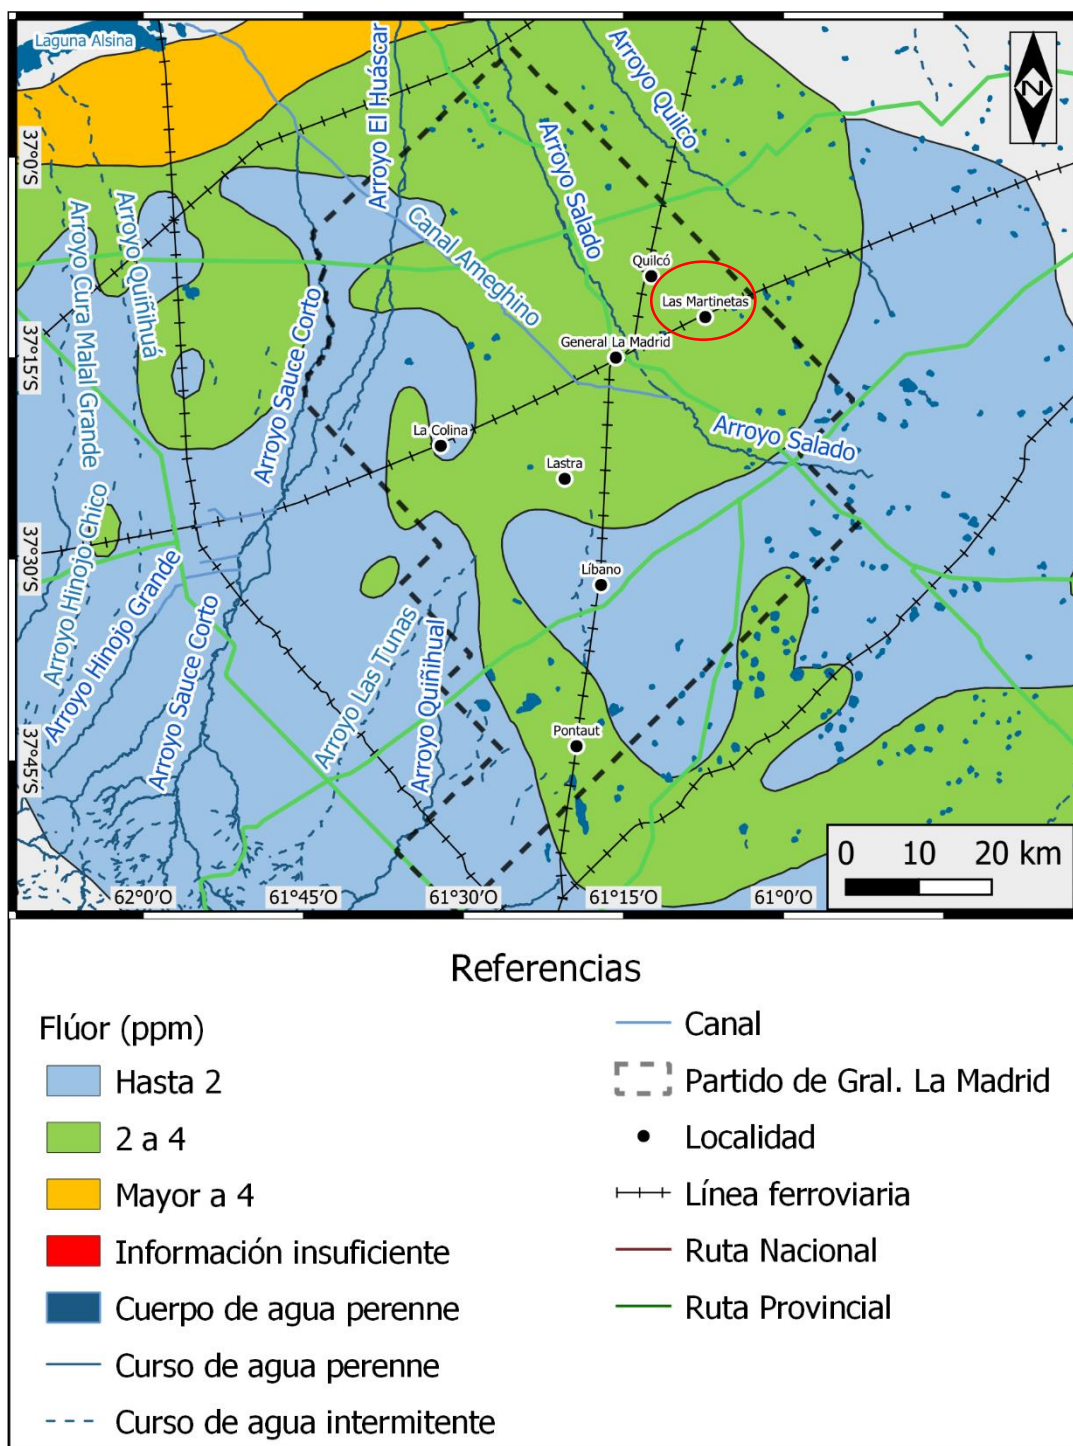 Laguna Alsina
Arroyo El Huáscar
Arroyo Quilco
Arroyo Salado
N
37°0'S
Arroyo Cura Malal Grande
Arroyo Quiñihuá
Canal Ameghino
Quilcó
Las Martinetas
General La Madrid
37°15'S
Arroyo Sauce Corto
La Colina
Arroyo Salado
Lastra
37°30'S
Arroyo Hinojo Chico
Arroyo Hinojo Grande
Líbano
Arroyo Sauce Corto
Arroyo Las Tunas
Arroyo Quiñihual
37°45'S
Pontaut
0 10 20 km
62°0'O 61°45'O 61°30'O 61°15'O 61°0'O
Referencias
Flúor (ppm)
Hasta 2
2 a 4
Mayor a 4
Información insuficiente
Cuerpo de agua perenne
Curso de agua perenne
Curso de agua intermitente
Canal
Partido de Gral. La Madrid
Localidad
Línea ferroviaria
Ruta Nacional
Ruta Provincial